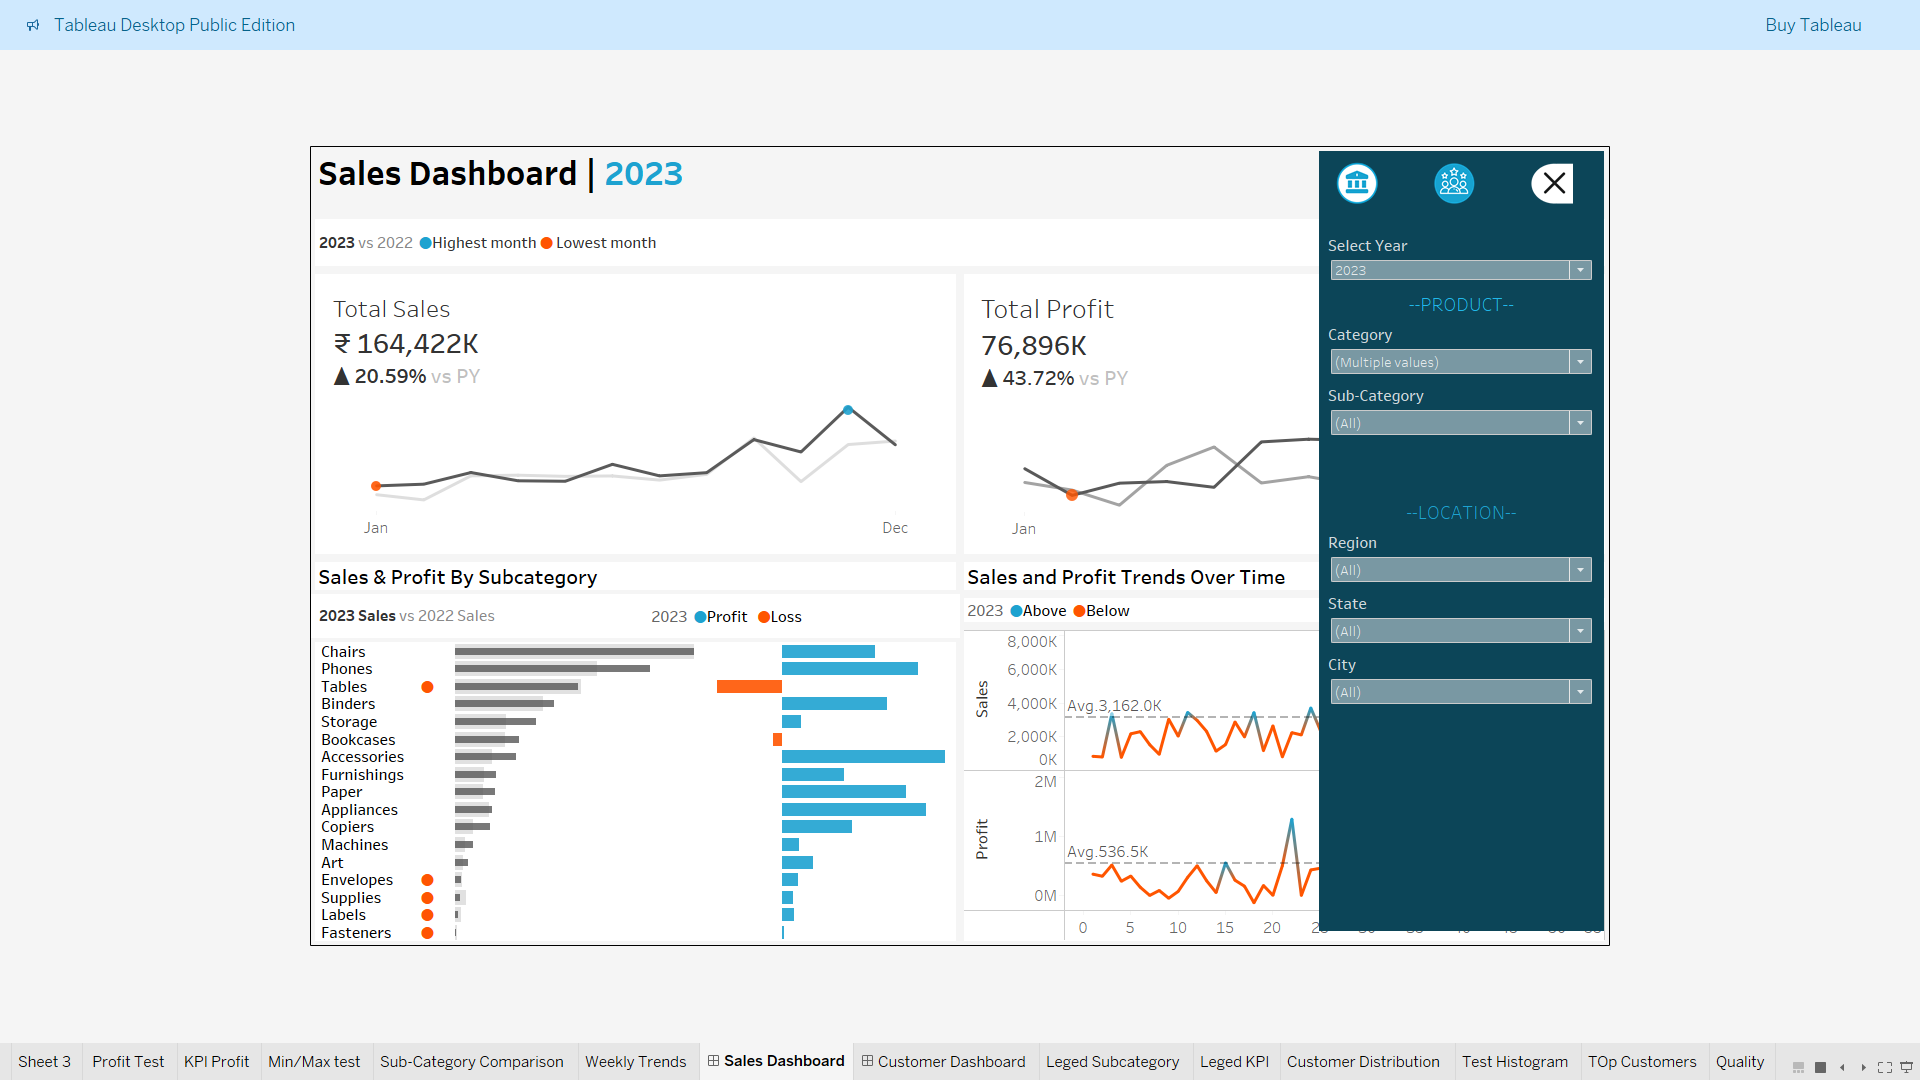 Tableau Desktop Public Edition
Buy Tableau
Sales Dashboard | 2023
2023 vs 2022 Highest month Lowest month
Total Sales
₹ 164,422K
▲ 20.59% vs PY
Jan
Dec
Total Profit
76,896K
▲ 43.72% vs PY
Jan
Sales & Profit By Subcategory
2023 Sales vs 2022 Sales
2023 Profit Loss
Chairs
Phones
Tables
Binders
Storage
Bookcases
Accessories
Furnishings
Paper
Appliances
Copiers
Machines
Art
Envelopes
Supplies
Labels
Fasteners
Sales and Profit Trends Over Time
2023 Above Below
8,000K
6,000K
4,000K
2,000K
0K
Sales
Avg.3,162.0K
2M
1M
0M
Profit
Avg.536.5K
0 5 10 15 20
Select Year
2023
--PRODUCT--
Category
(Multiple values)
Sub-Category
(All)
--LOCATION--
Region
(All)
State
(All)
City
(All)
Sheet 3
Profit Test
KPI Profit
Min/Max test
Sub-Category Comparison
Weekly Trends
Sales Dashboard
Customer Dashboard
Leged Subcategory
Leged KPI
Customer Distribution
Test Histogram
TOp Customers
Quality